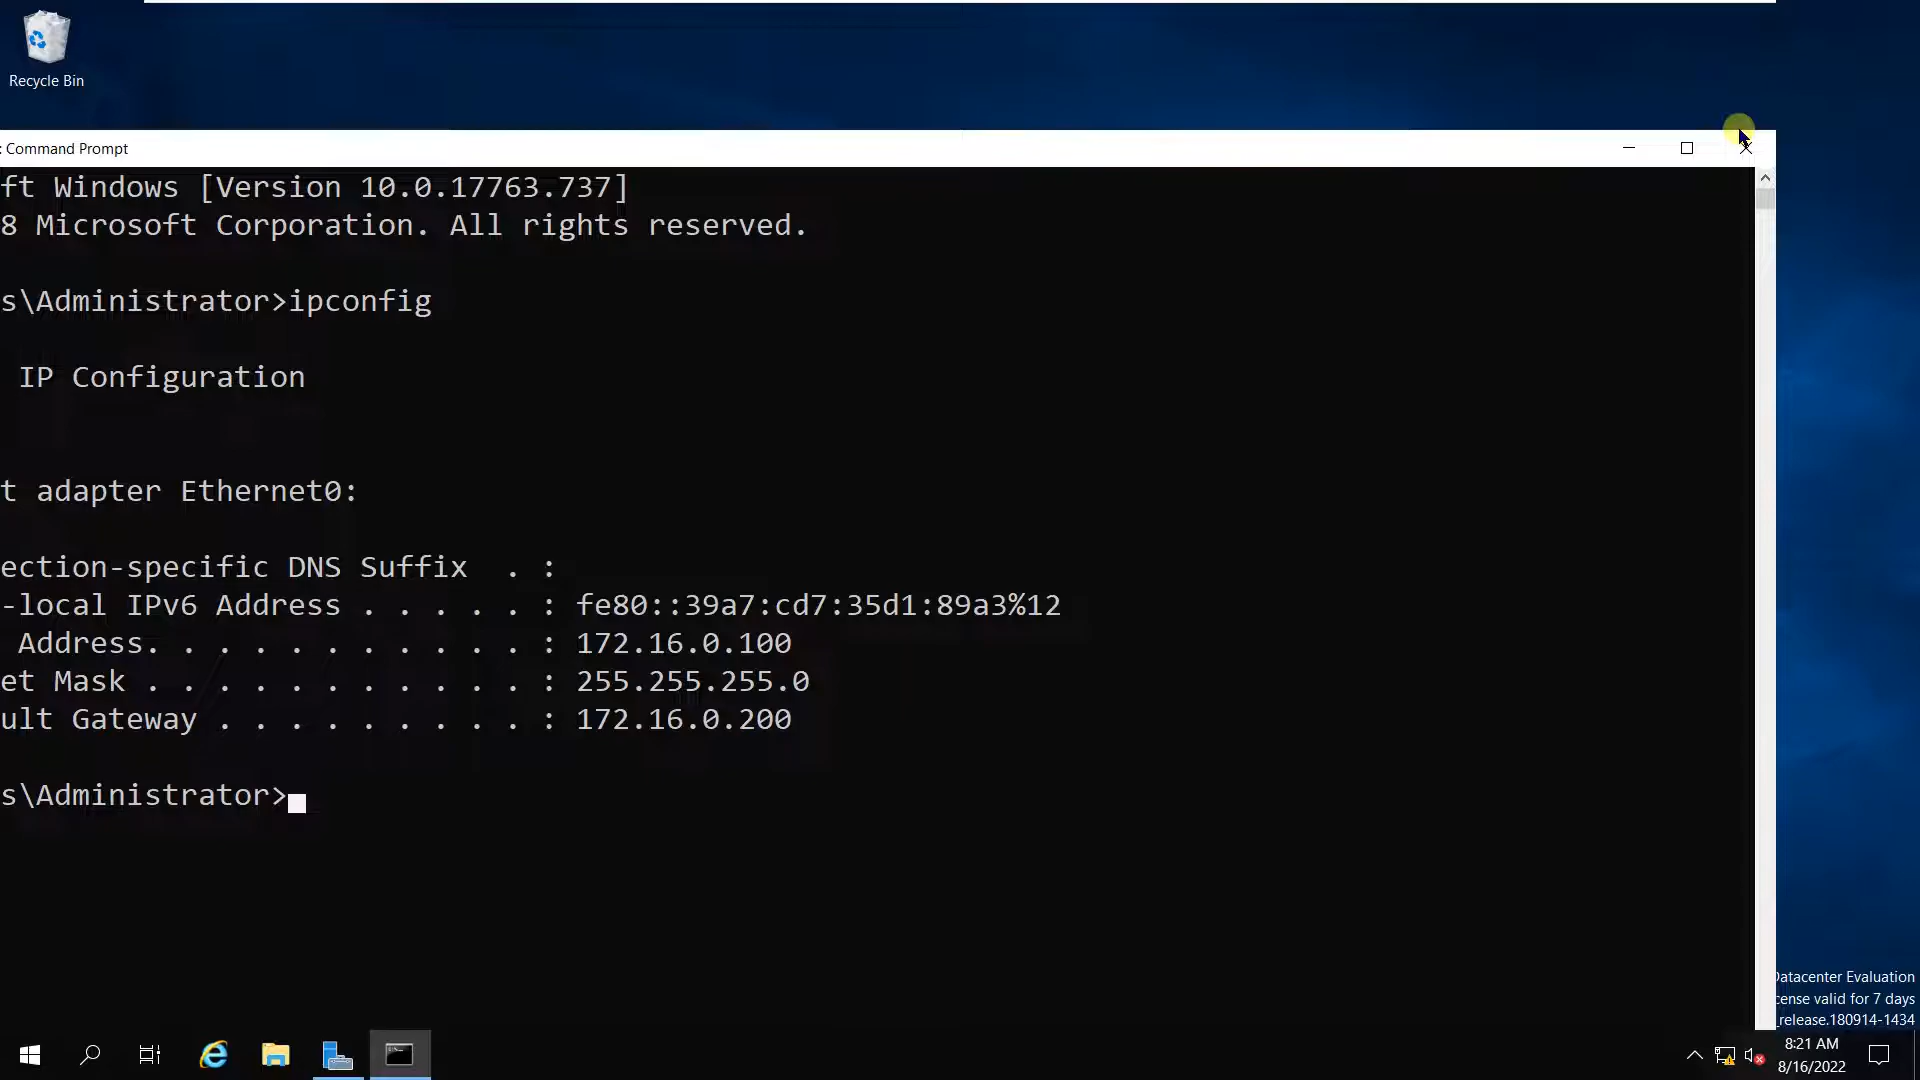 Recycle Bin
: Command Prompt
ft Windows [Version 10.0.17763.737]
8 Microsoft Corporation. All rights reserved.
s\Administrator>ipconfig
IP Configuration
t adapter Ethernet0:
ection-specific DNS Suffix  . :
-local IPv6 Address . . . . . : fe80::39a7:cd7:35d1:89a3%12
Address. . . . . . . . . . . : 172.16.0.100
et Mask . . . . . . . . . . . : 255.255.255.0
ult Gateway . . . . . . . . . : 172.16.0.200
s\Administrator>
Datacenter Evaluation
cense valid for 7 days
_release.180914-1434
8:21 AM
8/16/2022